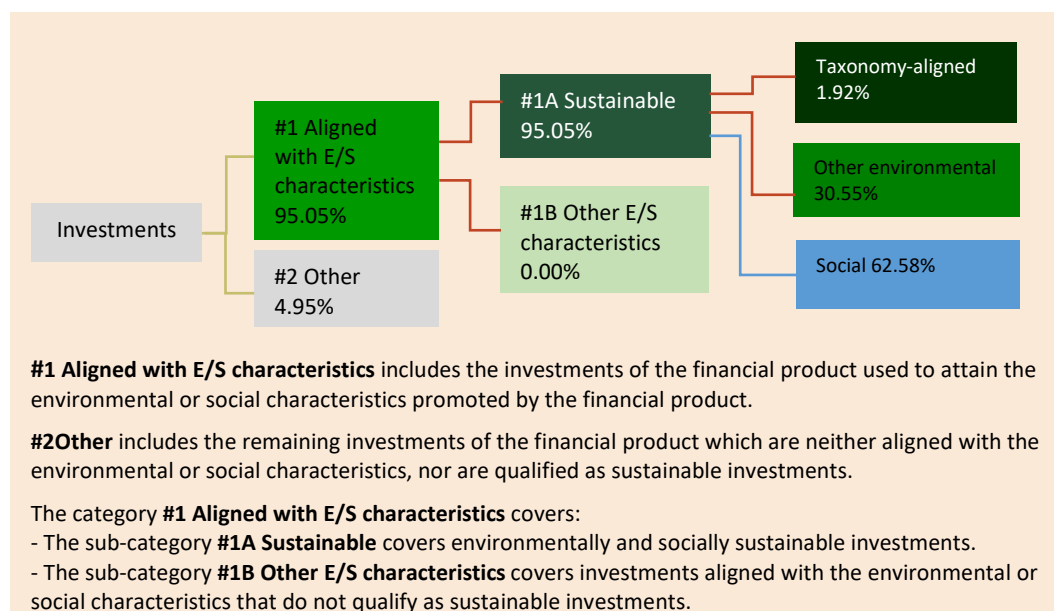 Investments
#1 Aligned
with E/S
characteristics
95.05%
#2 Other
4.95%
#1A Sustainable
95.05%
#1B Other E/S
characteristics
0.00%
Taxonomy-aligned
1.92%
Other environmental
30.55%
Social 62.58%
#1 Aligned with E/S characteristics includes the investments of the financial product used to attain the
environmental or social characteristics promoted by the financial product.
#2Other includes the remaining investments of the financial product which are neither aligned with the
environmental or social characteristics, nor are qualified as sustainable investments.
The category #1 Aligned with E/S characteristics covers:
- The sub-category #1A Sustainable covers environmentally and socially sustainable investments.
- The sub-category #1B Other E/S characteristics covers investments aligned with the environmental or
social characteristics that do not qualify as sustainable investments.